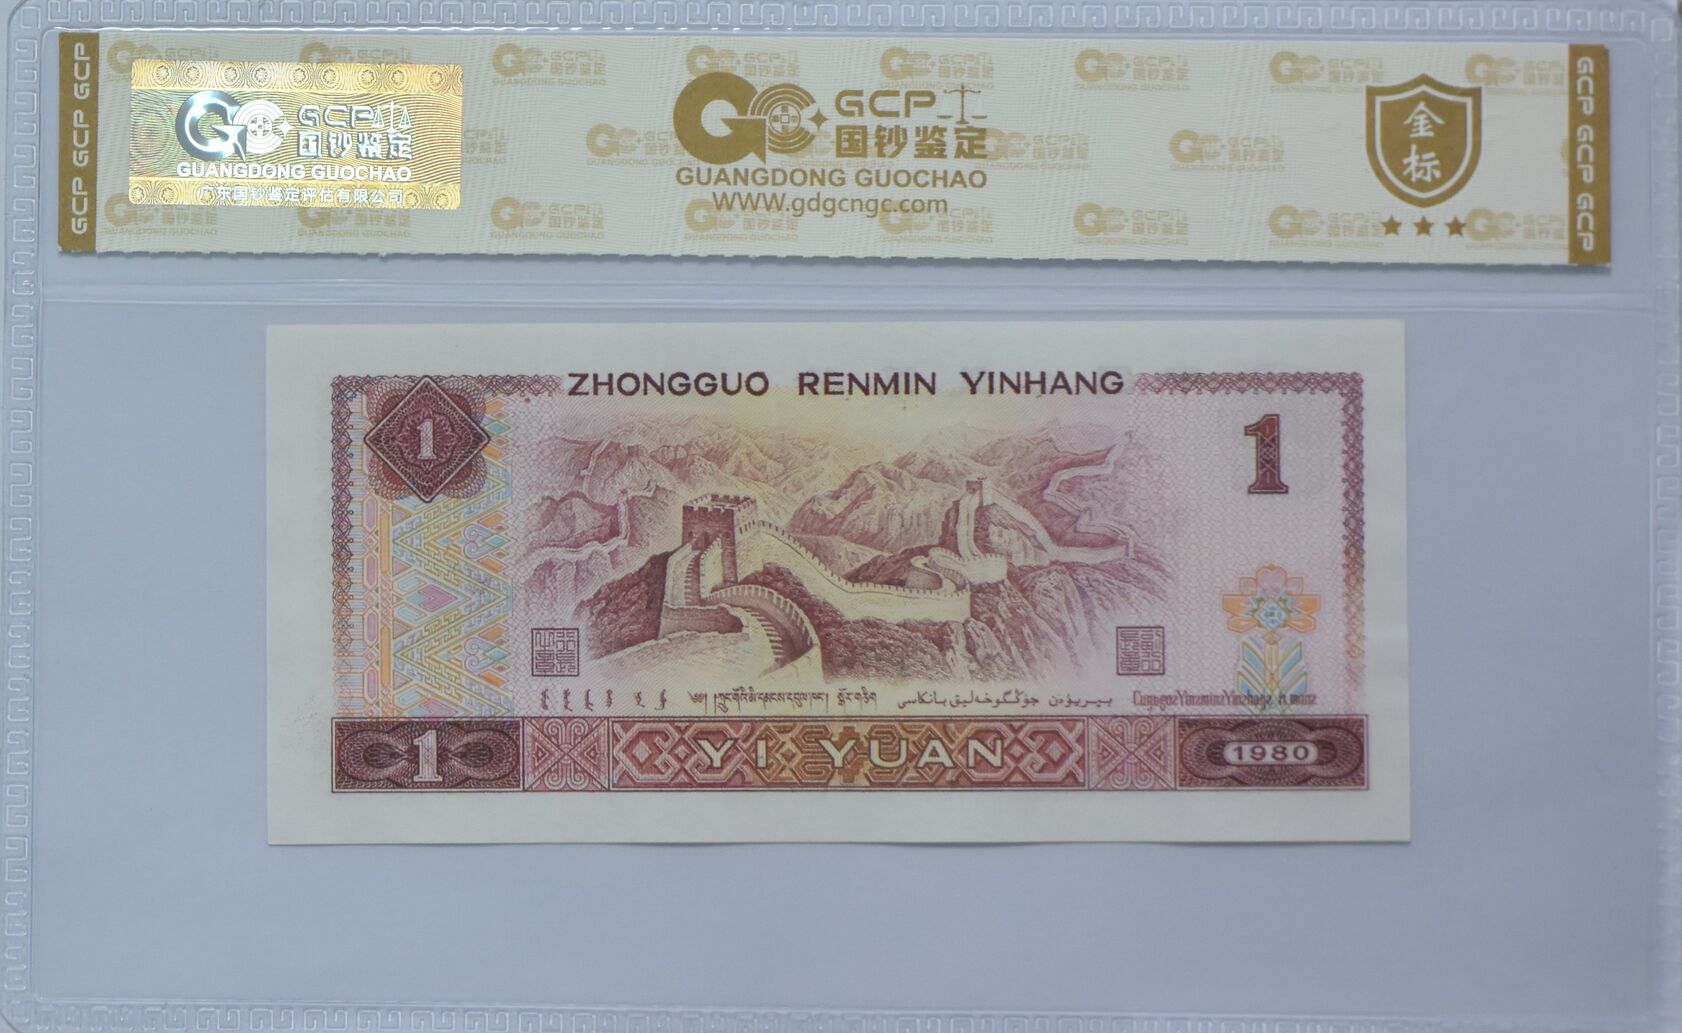 GCP GCP GCP
GCP 国钞鉴定
GUANGDONG GUOCHAO
广东国钞鉴定评估有限公司
GCP
国钞鉴定
GUANGDONG GUOCHAO
WWW.gdgcngc.com
金标
GCP GCP GCP
ZHONGGUO RENMIN YINHANG
1
1
1
YI YUAN
1980